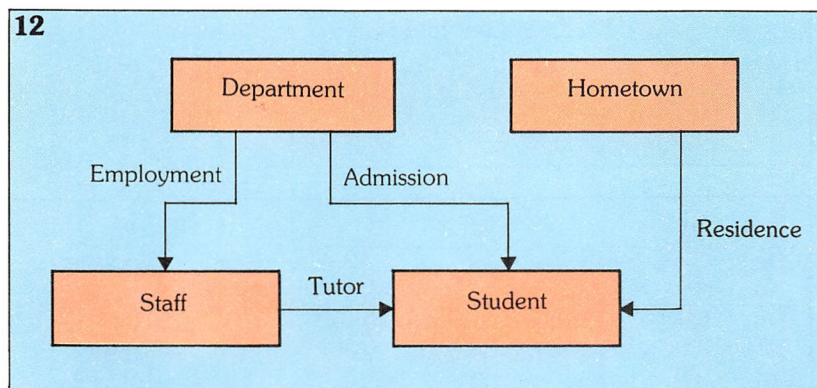 12
Department
Hometown
Employment
Admission
Residence
Staff
Tutor
Student